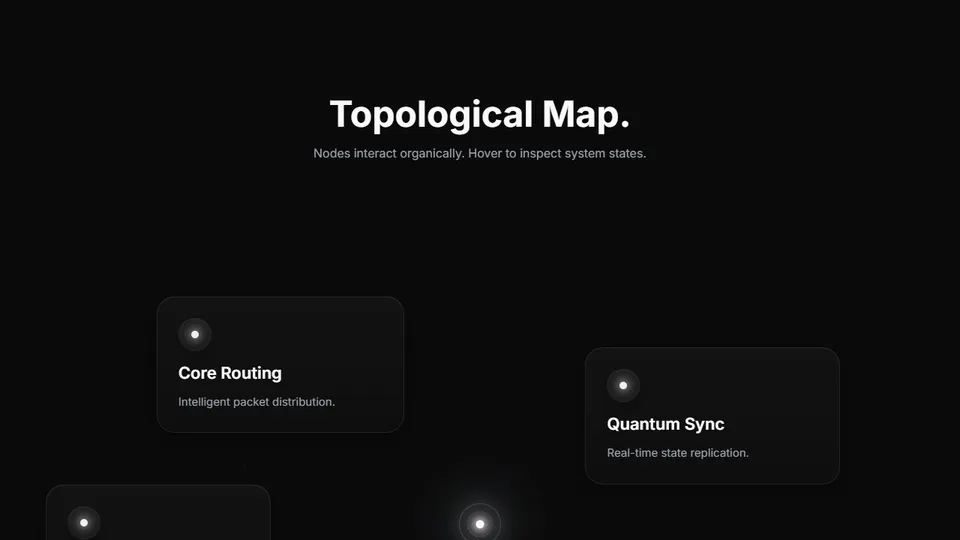 Topological Map.
Nodes interact organically. Hover to inspect system states.
Core Routing
Intelligent packet distribution.
Quantum Sync
Real-time state replication.